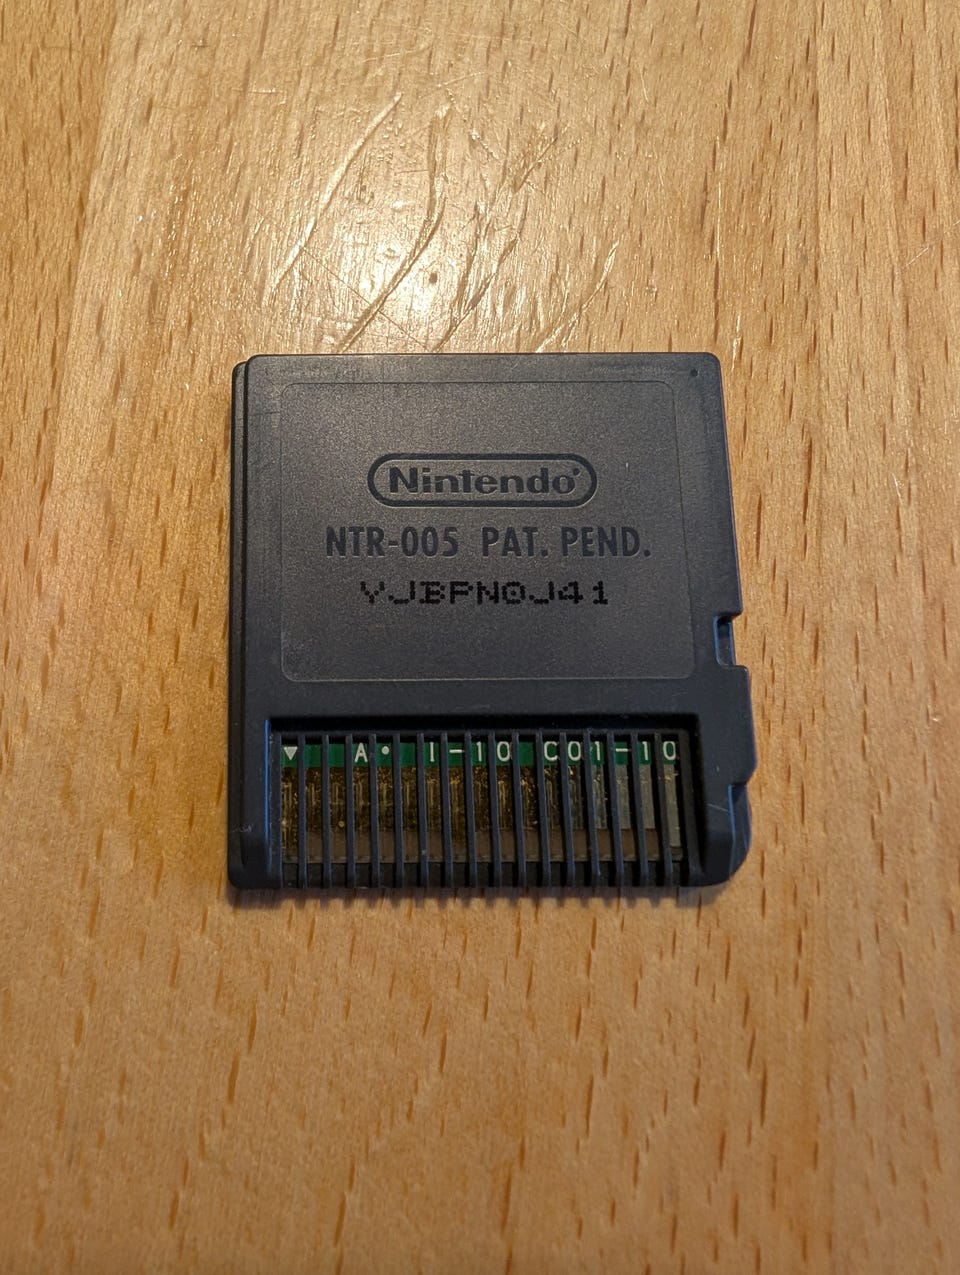 Nintendo®
NTR-005 PAT. PEND.
YJBPN0J41
▼ A• I-10 C01-10